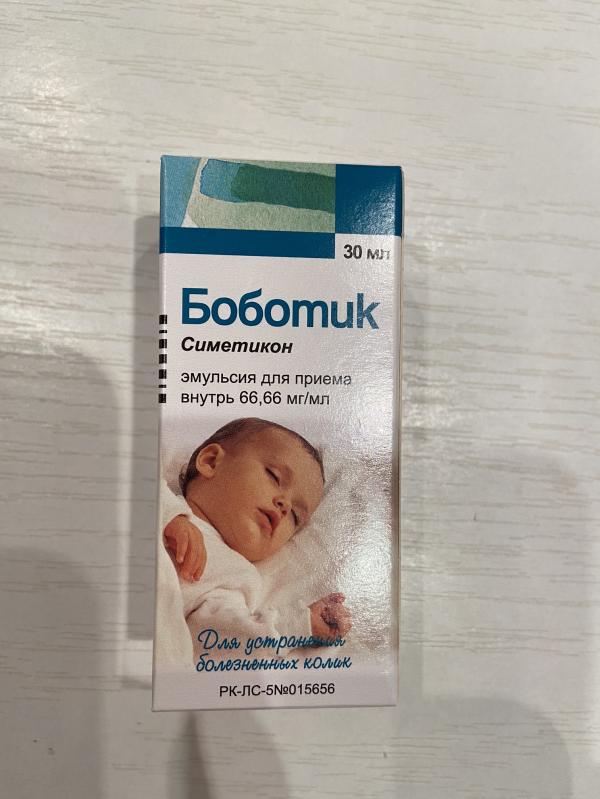 30 мл
Боботик
Симетикон
эмульсия для приема
внутрь 66,66 мг/мл
Для устранения
болезненных колик
РК-ЛС-5№015656